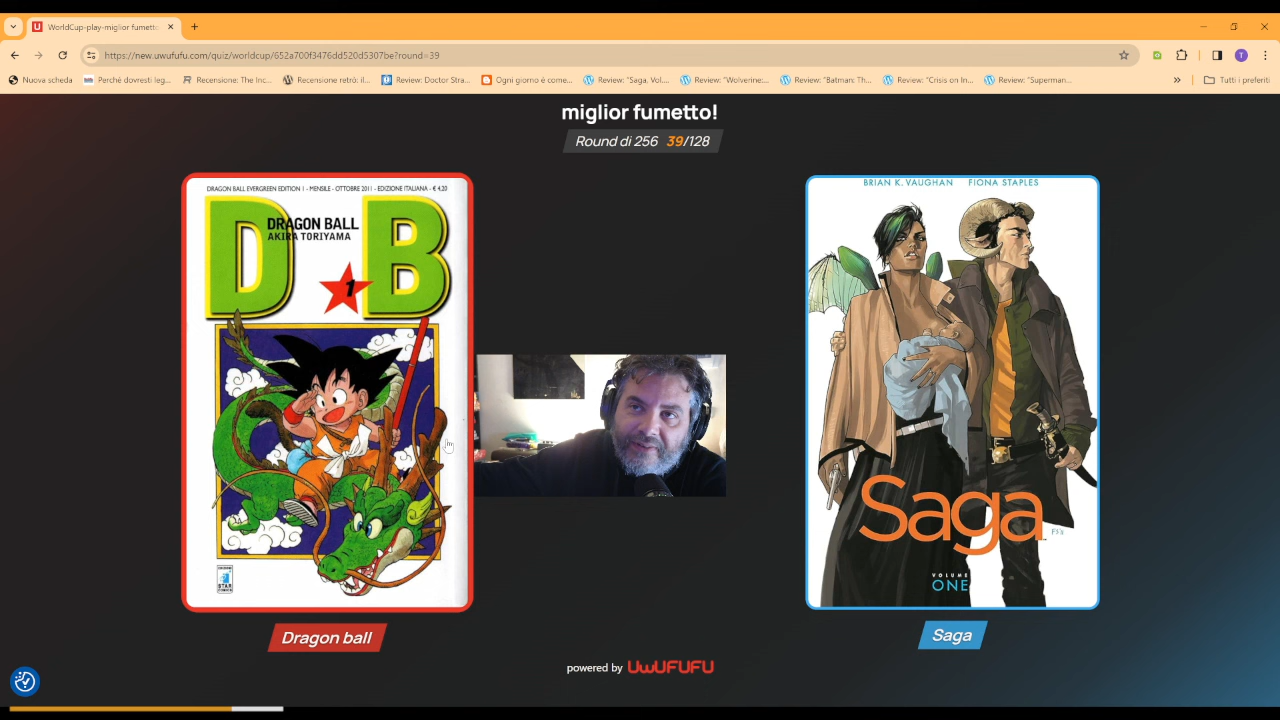 WorldCup-play-miglior fumetto
https://new.uwufufu.com/quiz/worldcup/652a700f3476dd520d5307be?round=39
T
Nuova scheda
Perché dovresti leg...
Recensione: The Inc...
Recensione retrò: il...
Review: Doctor Stra...
Ogni giorno è come...
Review: "Saga, Vol....
Review: "Wolverine:...
Review: "Batman: Th...
Review: "Crisis on In...
Review: "Superman...
»
Tutti i preferiti
miglior fumetto!
Round di 256 39/128
DRAGON BALL EVERGREEN EDITION 1 - MENSILE - OTTOBRE 2011 - EDIZIONE ITALIANA - € 4,20
D B
DRAGON BALL
AKIRA TORIYAMA
1
STAR
COMICS
BRIAN K. VAUGHAN FIONA STAPLES
Saga
VOLUME
ONE
Dragon ball
Saga
powered by UWUFUFU